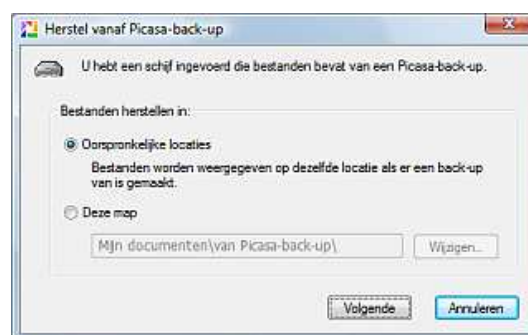 Herstel vanaf Picasa-back-up
U hebt een schijf ingevoerd die bestanden bevat van een Picasa-back-up.
Bestanden herstellen in:
Oorspronkelijke locaties
Bestanden worden weergegeven op dezelfde locatie als er een back-up
van is gemaakt.
Deze map
Mijn documenten\van Picasa-back-up\
Wijzigen...
Volgende
Annuleren